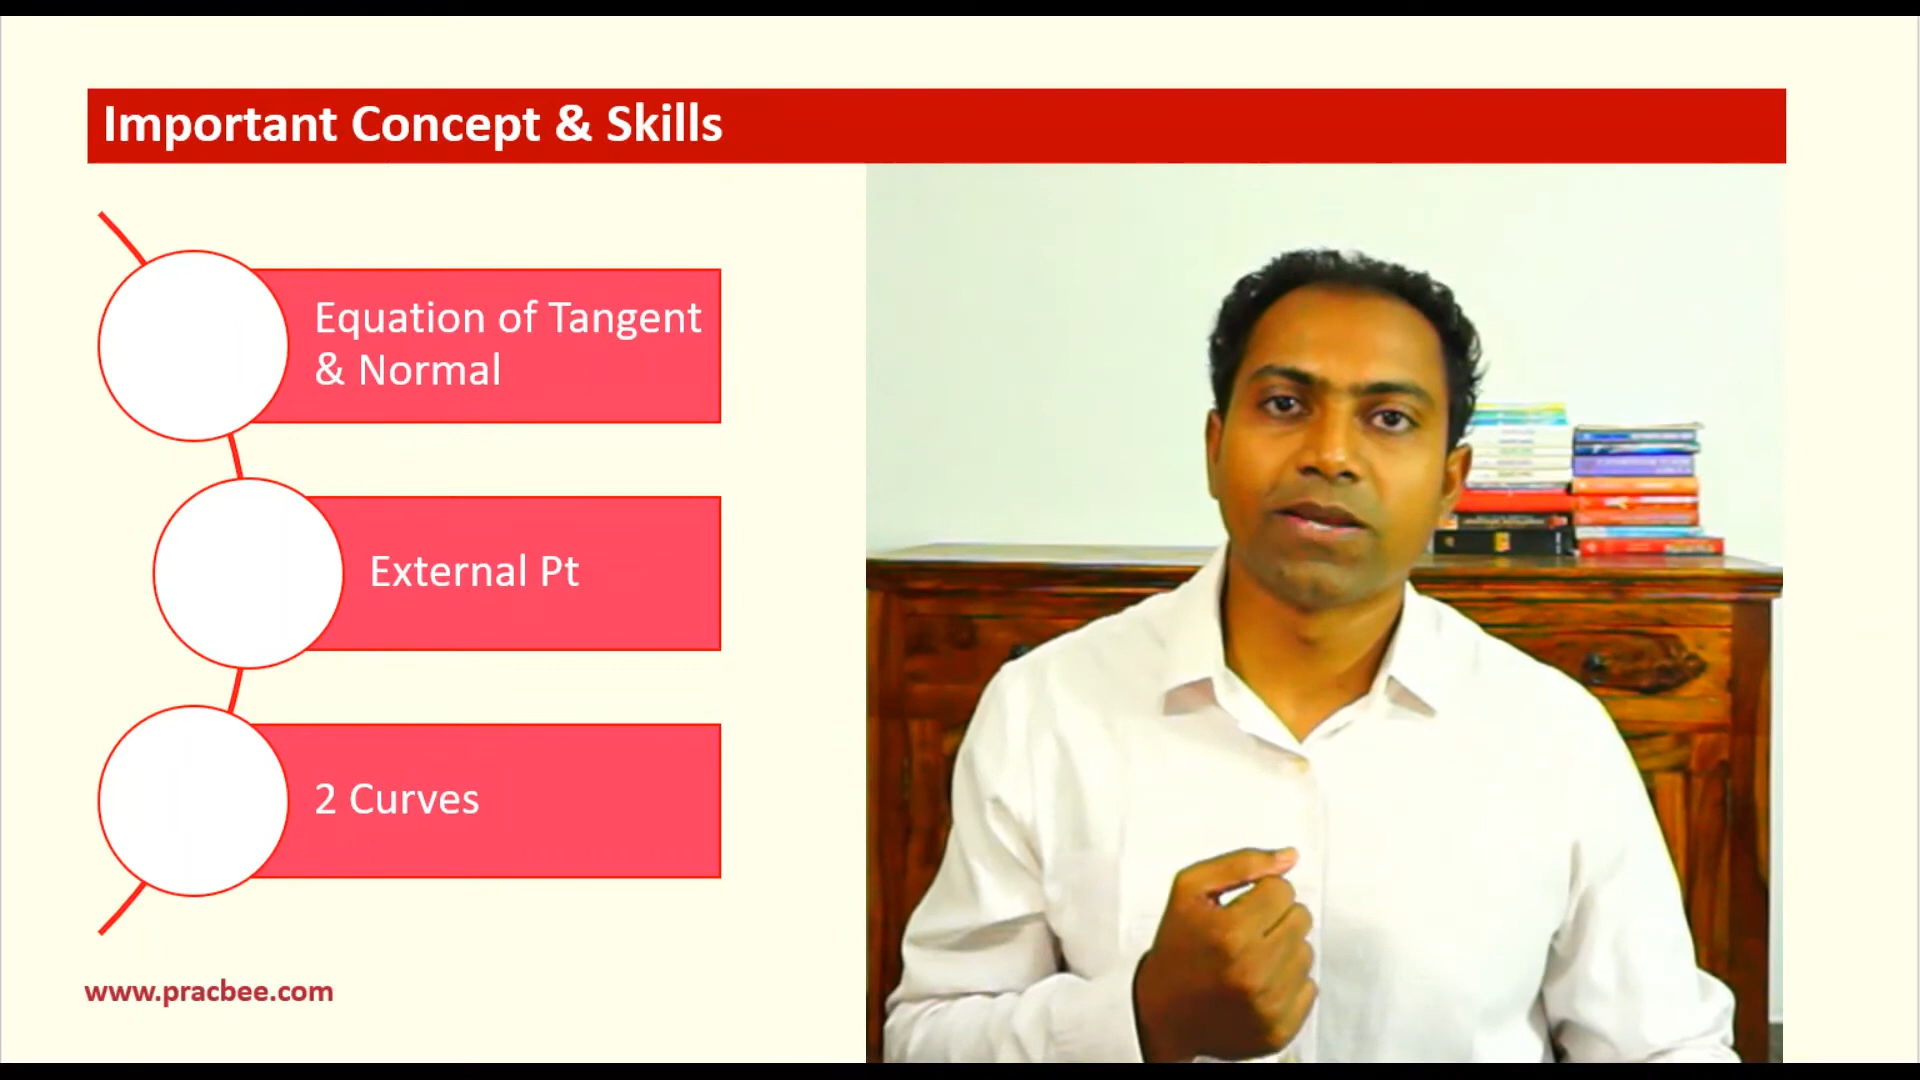 Important Concept & Skills
Equation of Tangent
& Normal
External Pt
2 Curves
www.pracbee.com